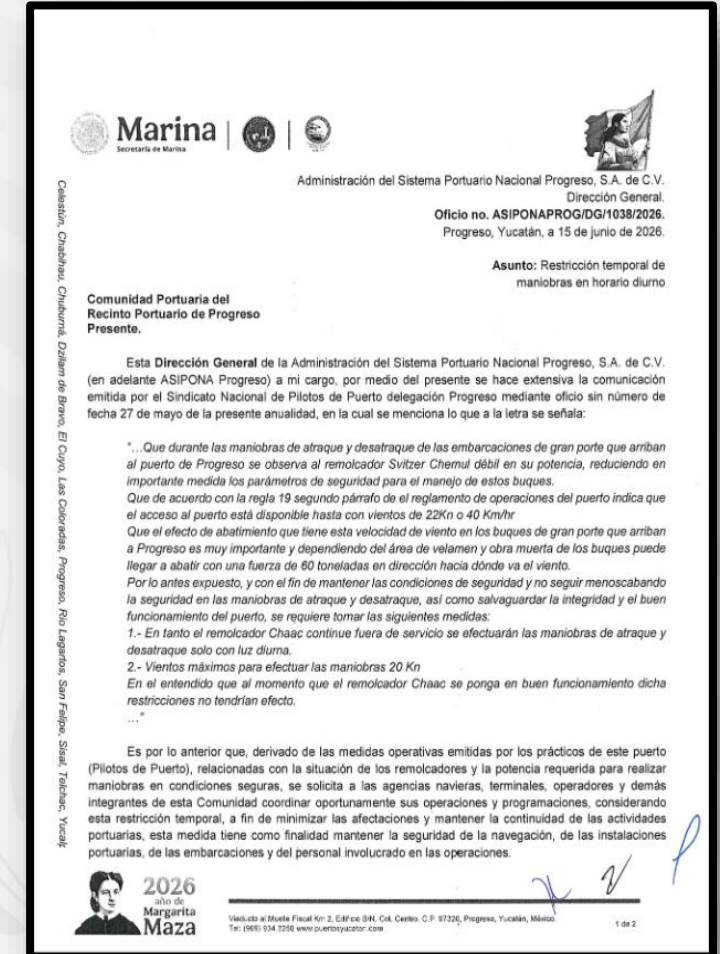 Marina
Secretaría de Marina
Administración del Sistema Portuario Nacional Progreso, S.A. de C.V.
Dirección General.
Oficio no. ASIPONAPROG/DG/1038/2026.
Progreso, Yucatán, a 15 de junio de 2026.
Asunto: Restricción temporal de
maniobras en horario diurno
Comunidad Portuaria del
Recinto Portuario de Progreso
Presente.
Esta Dirección General de la Administración del Sistema Portuario Nacional Progreso, S.A. de C.V.
(en adelante ASIPONA Progreso) a mi cargo, por medio del presente se hace extensiva la comunicación
emitida por el Sindicato Nacional de Pilotos de Puerto delegación Progreso mediante oficio sin número de
fecha 27 de mayo de la presente anualidad, en la cual se menciona lo que a la letra se señala:
"…Que durante las maniobras de atraque y desatraque de las embarcaciones de gran porte que arriban
al puerto de Progreso se observa al remolcador Svitzer Chemul débil en su potencia, reduciendo en
importante medida los parámetros de seguridad para el manejo de estos buques.
Que de acuerdo con la regla 19 segundo párrafo del reglamento de operaciones del puerto indica que
el acceso al puerto está disponible hasta con vientos de 22Kn o 40 Km/hr
Que el efecto de abatimiento que tiene esta velocidad de viento en los buques de gran porte que arriban
a Progreso es muy importante y dependiendo del área de velamen y obra muerta de los buques puede
llegar a abatir con una fuerza de 60 toneladas en dirección hacia dónde va el viento.
Por lo antes expuesto, y con el fin de mantener las condiciones de seguridad y no seguir menoscabando
la seguridad en las maniobras de atraque y desatraque, así como salvaguardar la integridad y el buen
funcionamiento del puerto, se requiere tomar las siguientes medidas:
1.- En tanto el remolcador Chaac continue fuera de servicio se efectuarán las maniobras de atraque y
desatraque solo con luz diurna.
2.- Vientos máximos para efectuar las maniobras 20 Kn
En el entendido que al momento que el remolcador Chaac se ponga en buen funcionamiento dicha
restricciones no tendrían efecto.
…"
Es por lo anterior que, derivado de las medidas operativas emitidas por los prácticos de este puerto
(Pilotos de Puerto), relacionadas con la situación de los remolcadores y la potencia requerida para realizar
maniobras en condiciones seguras, se solicita a las agencias navieras, terminales, operadores y demás
integrantes de esta Comunidad coordinar oportunamente sus operaciones y programaciones, considerando
esta restricción temporal, a fin de minimizar las afectaciones y mantener la continuidad de las actividades
portuarias, esta medida tiene como finalidad mantener la seguridad de la navegación, de las instalaciones
portuarias, de las embarcaciones y del personal involucrado en las operaciones.
Celestún, Chabihau, Chuburná, Dzilam de Bravo, El Cuyo, Las Coloradas, Progreso, Río Lagartos, San Felipe, Sisal, Telchac, Yucalp
2026
año de
Margarita
Maza
Viaducto al Muelle Fiscal Km 2, Edificio S/N, Col. Centro. C.P 97320, Progreso, Yucatán, México.
Tel: (969) 934 3250 www.puertosyucatan.com
1 de 2